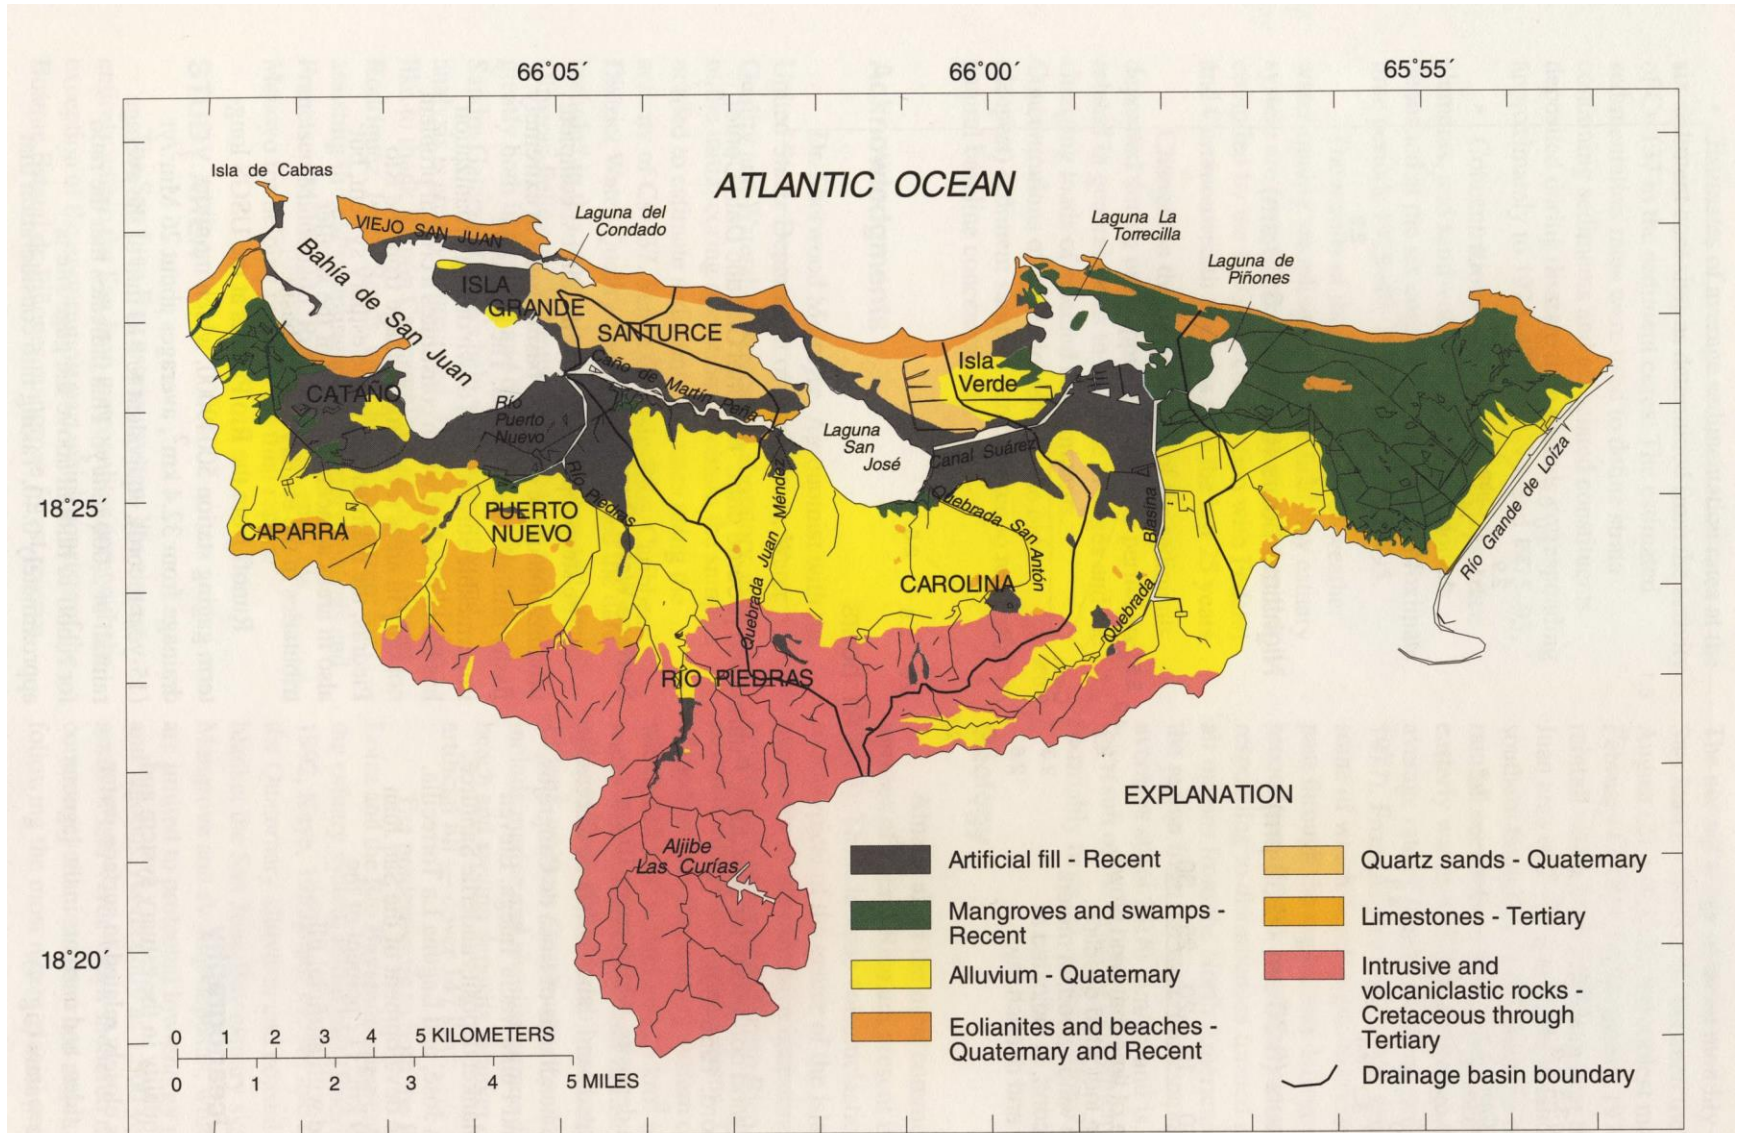 66°05´
66°00´
65°55´
Isla de Cabras
ATLANTIC OCEAN
Laguna del
Condado
Laguna La
Torrecilla
VIEJO SAN JUAN
Laguna de
Piñones
Bahía de San Juan
ISLA
GRANDE
SANTURCE
Caño de Martín Peña
Isla
Verde
CATAÑO
Río
Puerto
Nuevo
Laguna
San
José
Canal Suárez
Río Piedras
Quebrada Juan Méndez
Quebrada San Antón
Quebrada Blasina
Río Grande de Loíza
18°25´
CAPARRA
PUERTO
NUEVO
CAROLINA
RÍO PIEDRAS
Aljibe
Las Curías
18°20´
EXPLANATION
Artificial fill - Recent
Mangroves and swamps -
Recent
Alluvium - Quaternary
Eolianites and beaches -
Quaternary and Recent
Quartz sands - Quaternary
Limestones - Tertiary
Intrusive and
volcaniclastic rocks -
Cretaceous through
Tertiary
Drainage basin boundary
0 1 2 3 4 5 KILOMETERS
0 1 2 3 4 5 MILES